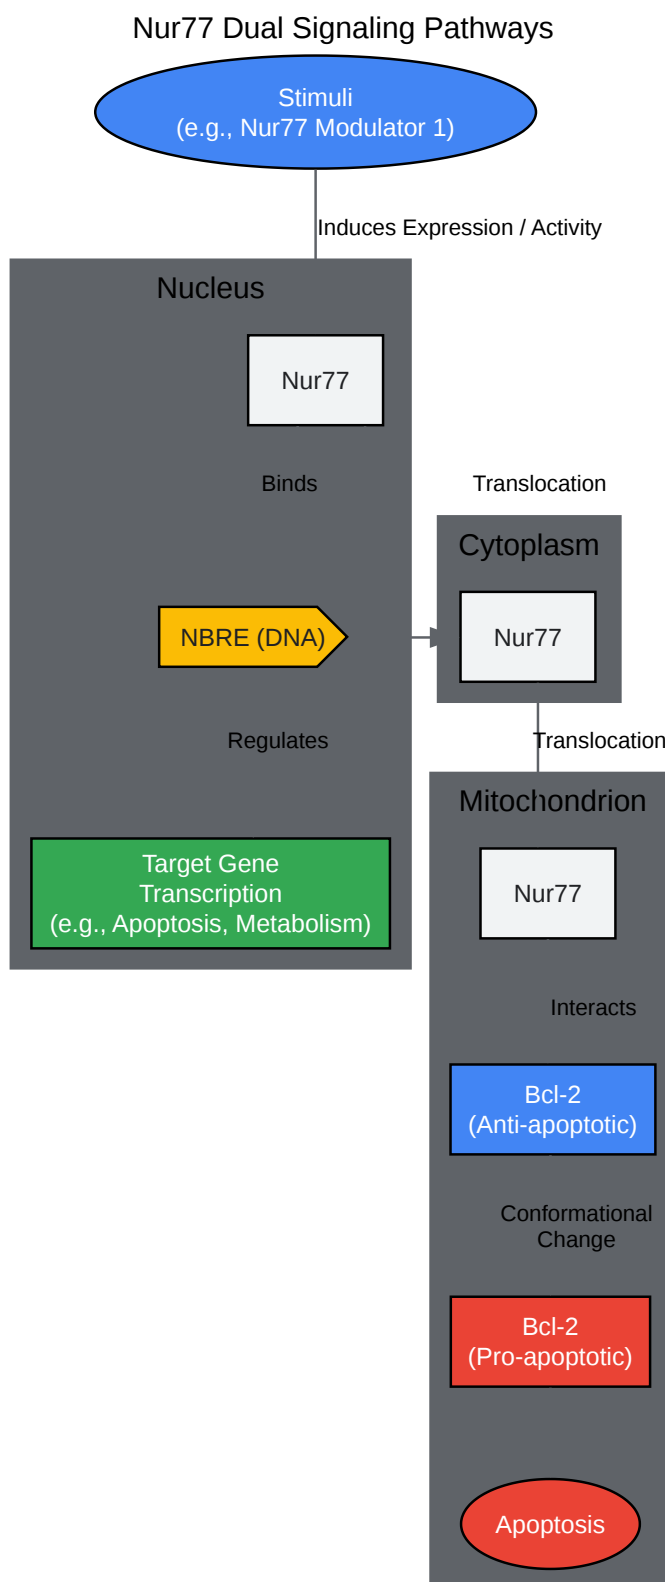 Nur77 Dual Signaling Pathways
Stimuli
(e.g., Nur77 Modulator 1)
Induces Expression / Activity
Nucleus
Nur77
Binds
Translocation
Cytoplasm
NBRE (DNA)
Nur77
Regulates
Translocation
Mitochondrion
Target Gene
Transcription
(e.g., Apoptosis, Metabolism)
Nur77
Interacts
Bcl-2
(Anti-apoptotic)
Conformational
Change
Bcl-2
(Pro-apoptotic)
Apoptosis